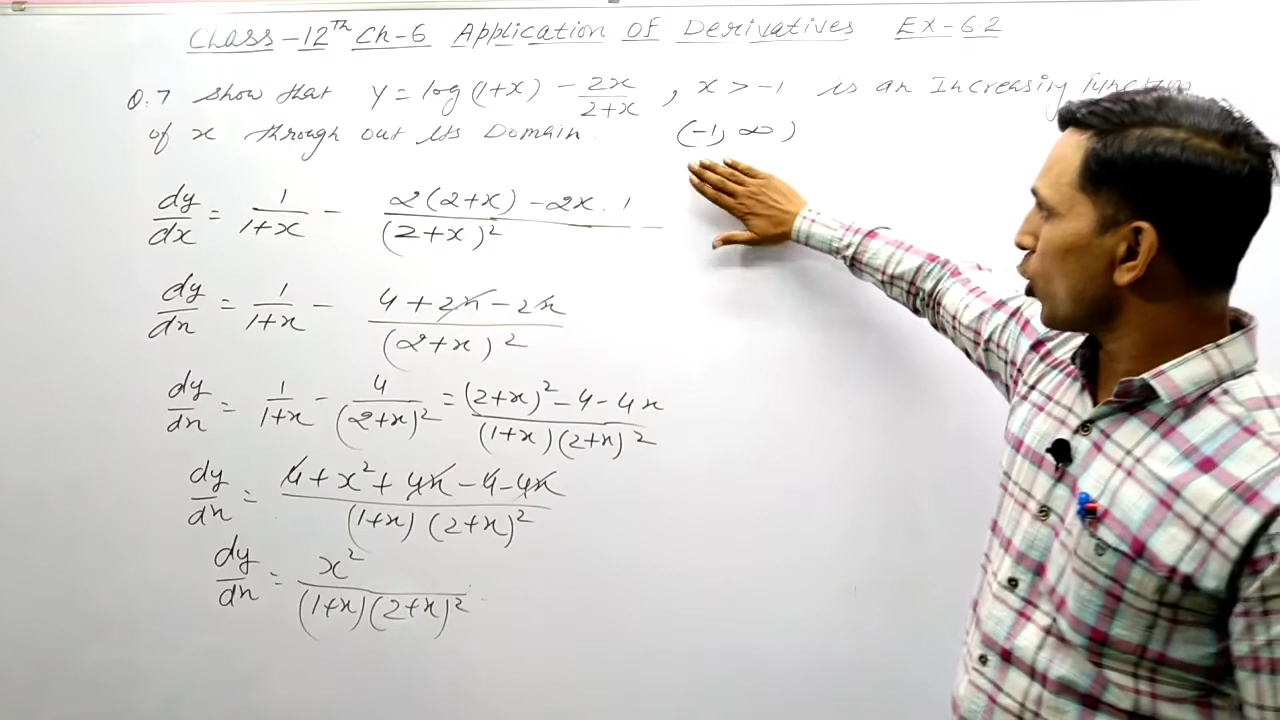 Class-12th Ch-6 Application Of Derivatives Ex-6.2
Q.7 Show that y = log(1+x) - 2x/(2+x), x > -1 is an Increasing function
of x through out its Domain. (-1, ∞)
dy/dx = 1/(1+x) - (2(2+x) - 2x.1)/(2+x)²
dy/dx = 1/(1+x) - (4+2x-2x)/(2+x)²
dy/dx = 1/(1+x) - 4/(2+x)² = ((2+x)² - 4 - 4x)/((1+x)(2+x)²)
dy/dx = (4+x²+4x-4-4x)/((1+x)(2+x)²)
dy/dx = x²/((1+x)(2+x)²)